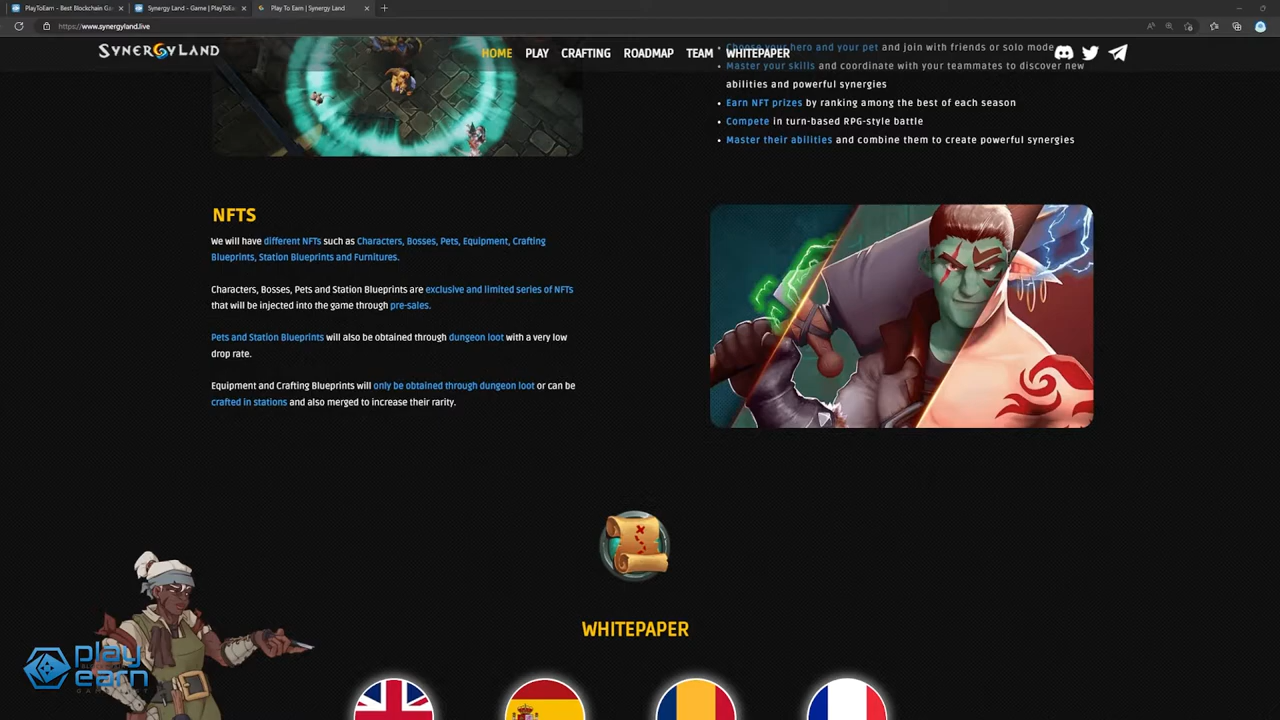 PlayToEarn - Best Blockchain Ga
Synergy Land - Game | PlayToEa
Play To Earn | Synergy Land
https://www.synergyland.live
SYNERGYLAND
HOME
PLAY
CRAFTING
ROADMAP
TEAM
WHITEPAPER
Choose your hero and your pet and join with friends or solo mode
Master your skills and coordinate with your teammates to discover new
abilities and powerful synergies
Earn NFT prizes by ranking among the best of each season
Compete in turn-based RPG-style battle
Master their abilities and combine them to create powerful synergies
NFTS
We will have different NFTs such as Characters, Bosses, Pets, Equipment, Crafting
Blueprints, Station Blueprints and Furnitures.
Characters, Bosses, Pets and Station Blueprints are exclusive and limited series of NFTs
that will be injected into the game through pre-sales.
Pets and Station Blueprints will also be obtained through dungeon loot with a very low
drop rate.
Equipment and Crafting Blueprints will only be obtained through dungeon loot or can be
crafted in stations and also merged to increase their rarity.
WHITEPAPER
play
earn